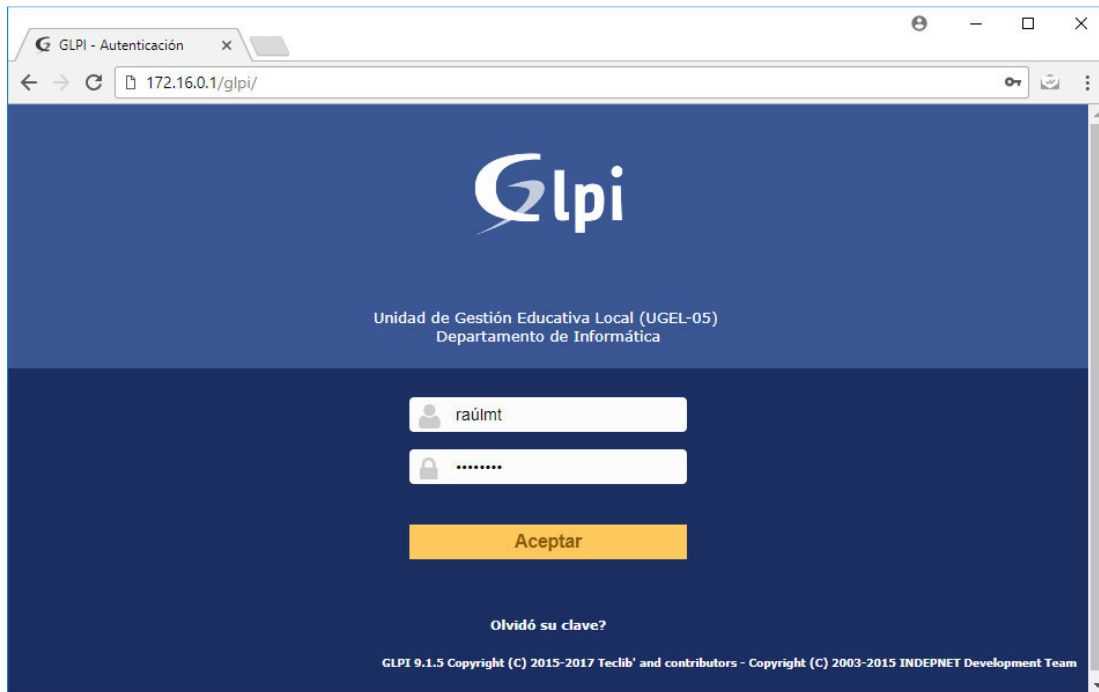 GLPI - Autenticación
172.16.0.1/glpi/
Glpi
Unidad de Gestión Educativa Local (UGEL-05)
Departamento de Informática
raúlmt
••••••••
Aceptar
Olvidó su clave?
GLPI 9.1.5 Copyright (C) 2015-2017 Teclib' and contributors - Copyright (C) 2003-2015 INDEPNET Development Team